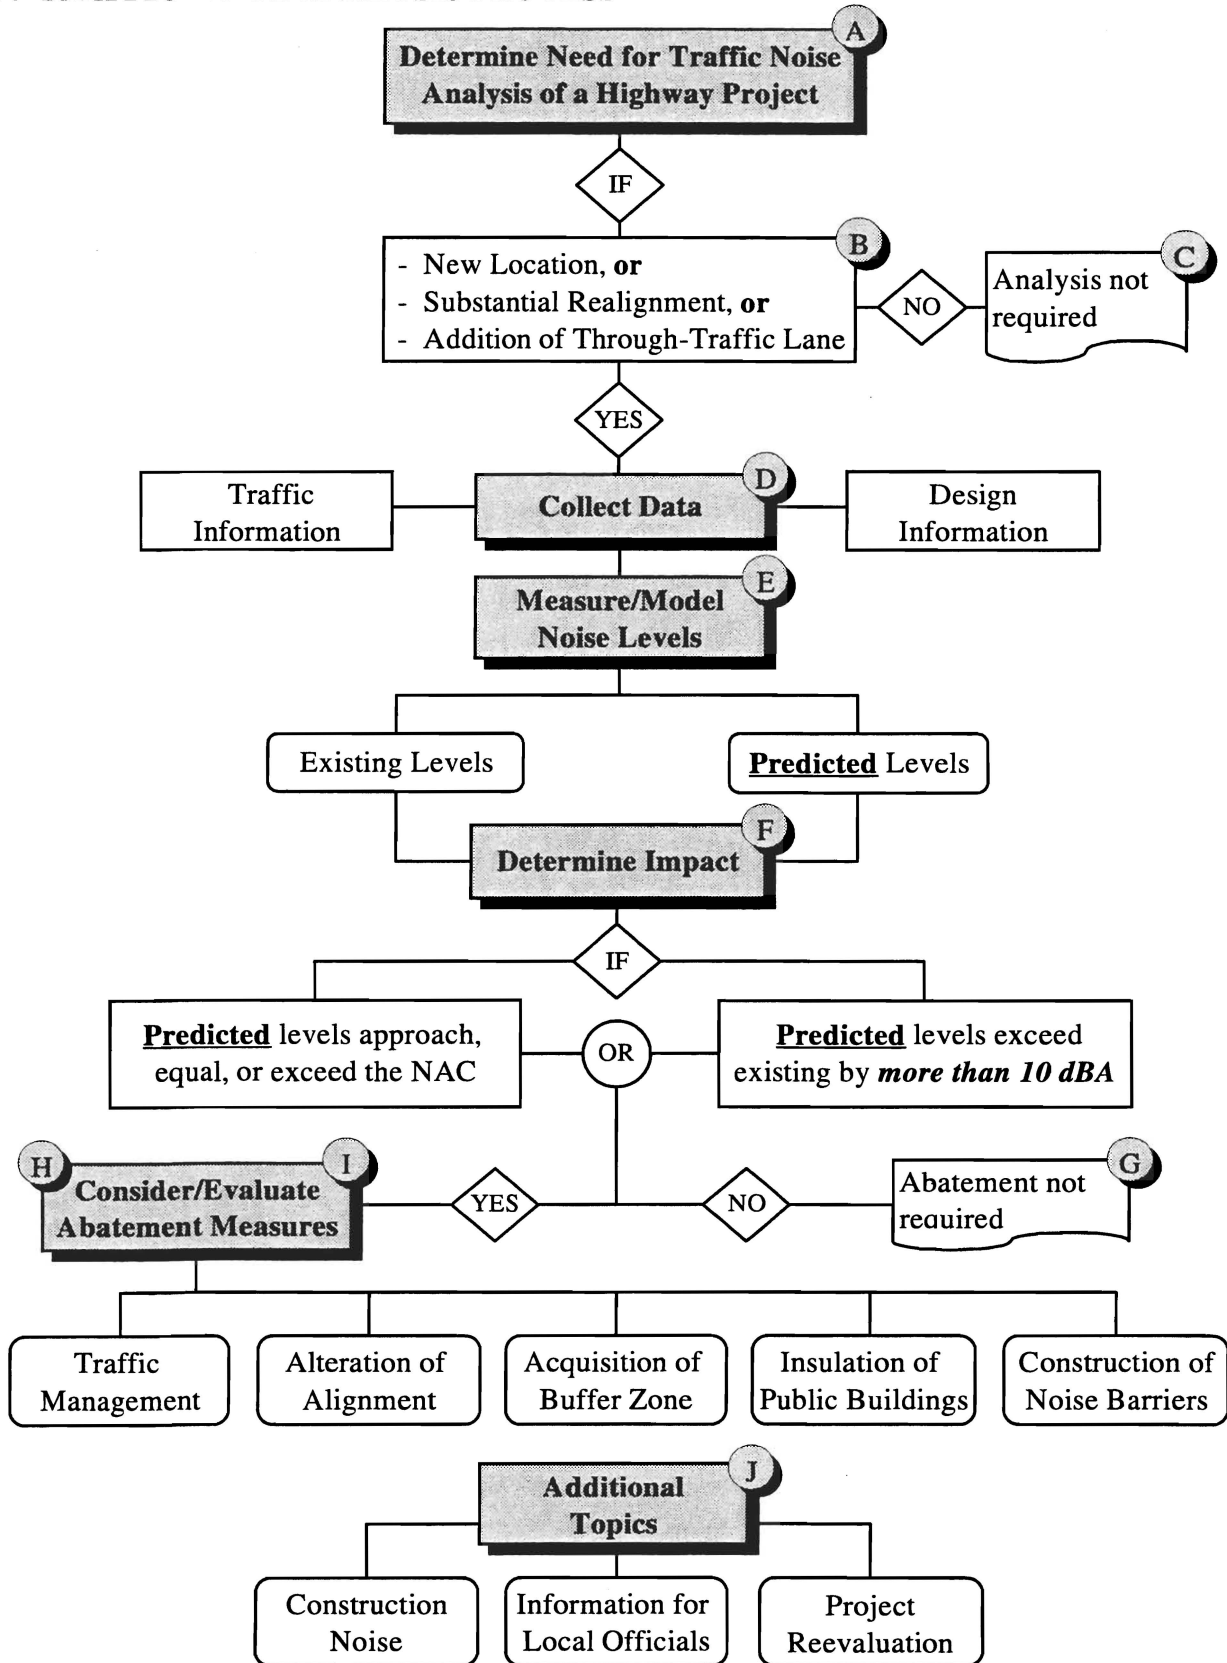 A
Determine Need for Traffic Noise
Analysis of a Highway Project
IF
B
- New Location, or
- Substantial Realignment, or
- Addition of Through-Traffic Lane
NO
C
Analysis not
required
YES
Traffic
Information
D
Collect Data
Design
Information
E
Measure/Model
Noise Levels
Existing Levels
Predicted Levels
F
Determine Impact
IF
Predicted levels approach,
equal, or exceed the NAC
OR
Predicted levels exceed
existing by more than 10 dBA
H
I
Consider/Evaluate
Abatement Measures
YES
NO
G
Abatement not
required
Traffic
Management
Alteration of
Alignment
Acquisition of
Buffer Zone
Insulation of
Public Buildings
Construction of
Noise Barriers
J
Additional
Topics
Construction
Noise
Information for
Local Officials
Project
Reevaluation